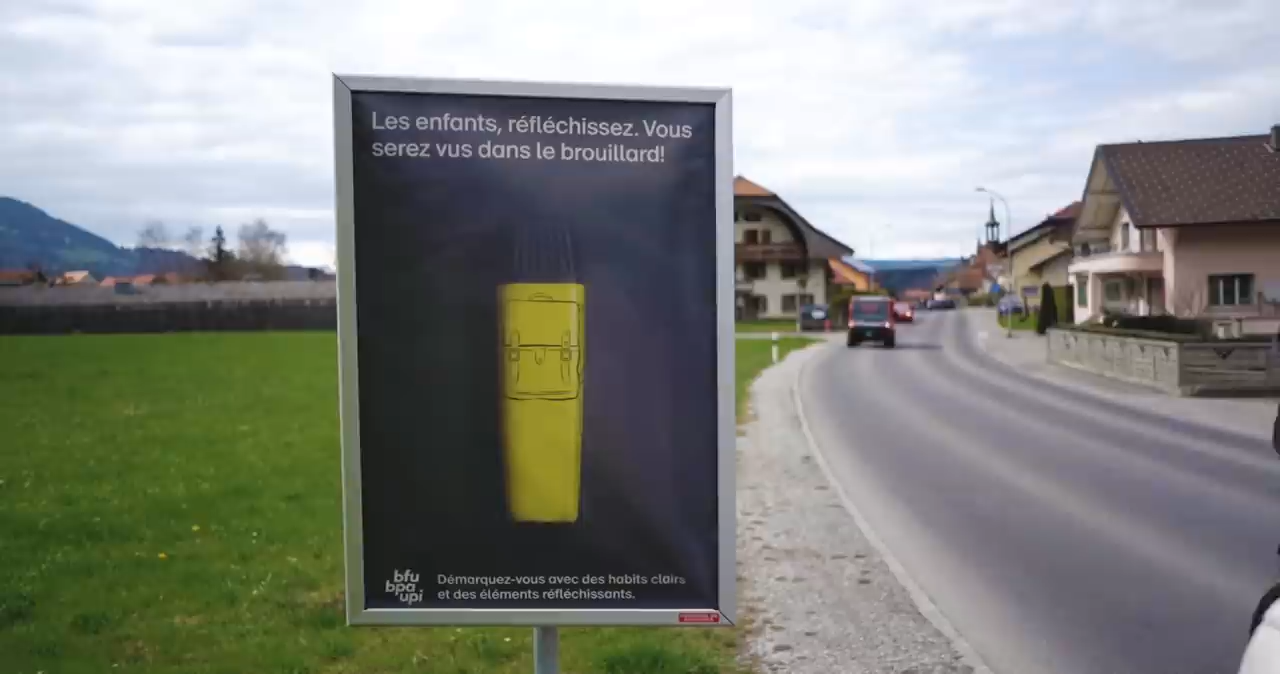 Les enfants, réfléchissez. Vous
serez vus dans le brouillard!
bfu
bpa
upi
Démarquez-vous avec des habits clairs
et des éléments réfléchissants.